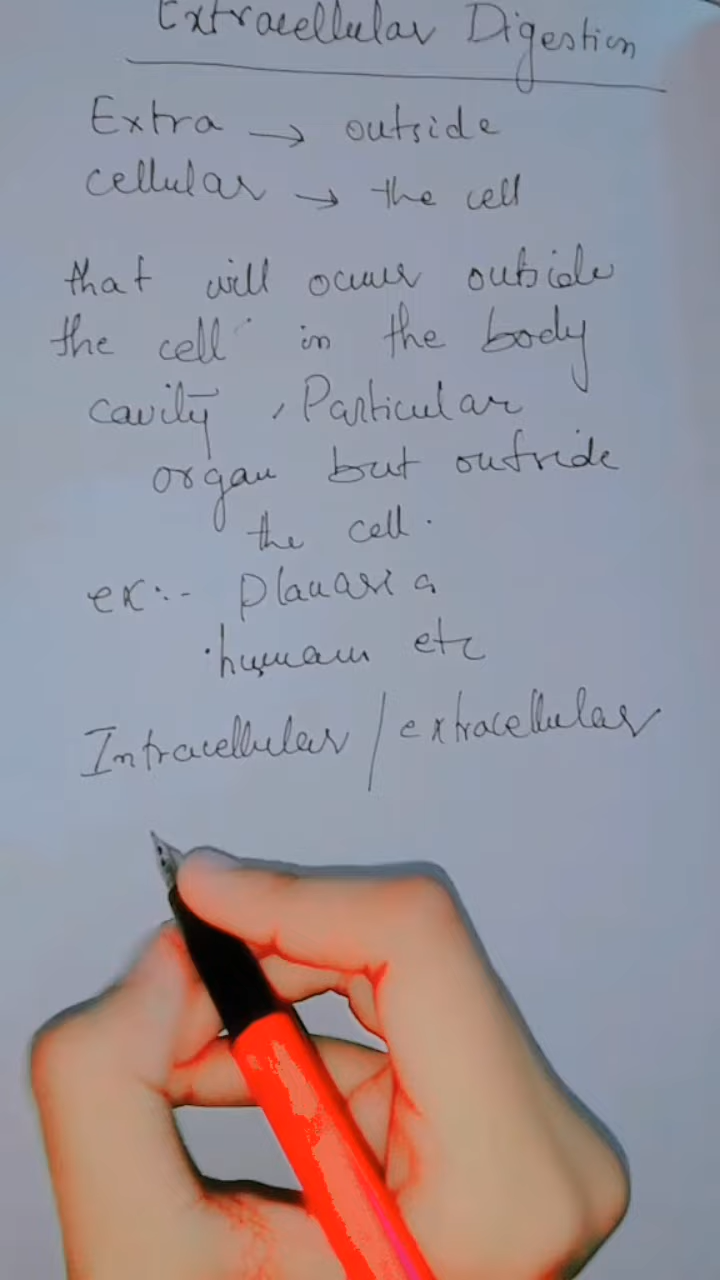 Extracellular Digestion
Extra → outside
cellular → the cell
that will occur outside
the cell in the body
cavity, Particular
organ but outside
the cell.
ex:- Planaria
human etc
Intracellular / extracellular